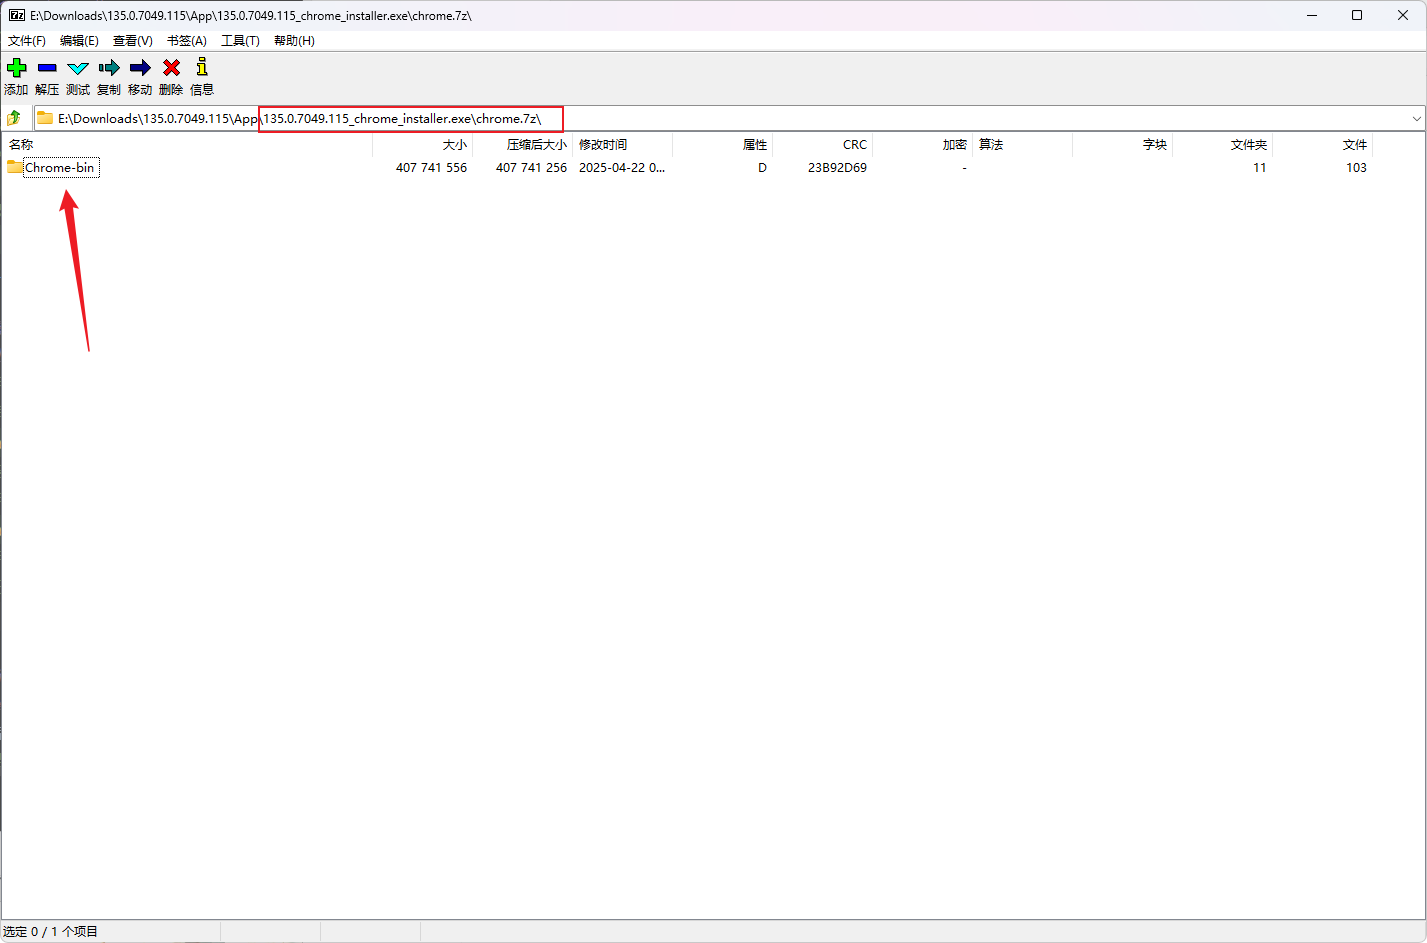 7z E:\Downloads\135.0.7049.115\App\135.0.7049.115_chrome_installer.exe\chrome.7z\
文件(F) 编辑(E) 查看(V) 书签(A) 工具(T) 帮助(H)
添加 解压 测试 复制 移动 删除 信息
E:\Downloads\135.0.7049.115\App\135.0.7049.115_chrome_installer.exe\chrome.7z\
名称 大小 压缩后大小 修改时间 属性 CRC 加密 算法 字块 文件夹 文件
Chrome-bin 407 741 556 407 741 256 2025-04-22 0... D 23B92D69 - 11 103
选定 0 / 1 个项目